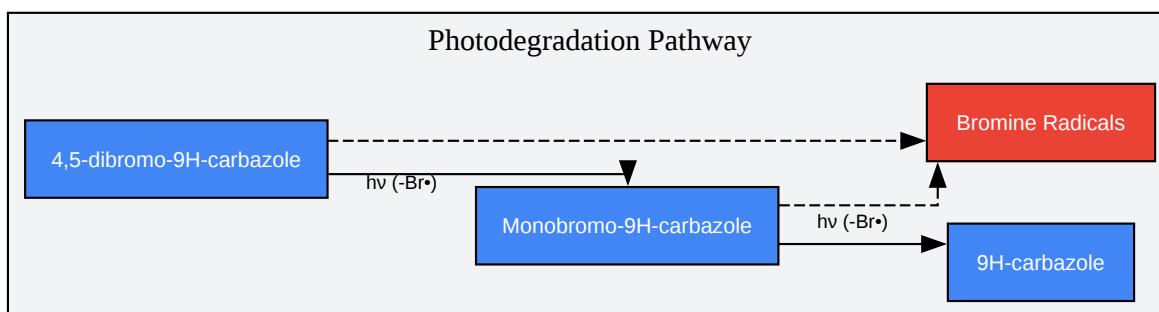 Photodegradation Pathway
Bromine Radicals
4,5-dibromo-9H-carbazole
hν (-Br•)
Monobromo-9H-carbazole
hν (-Br•)
9H-carbazole